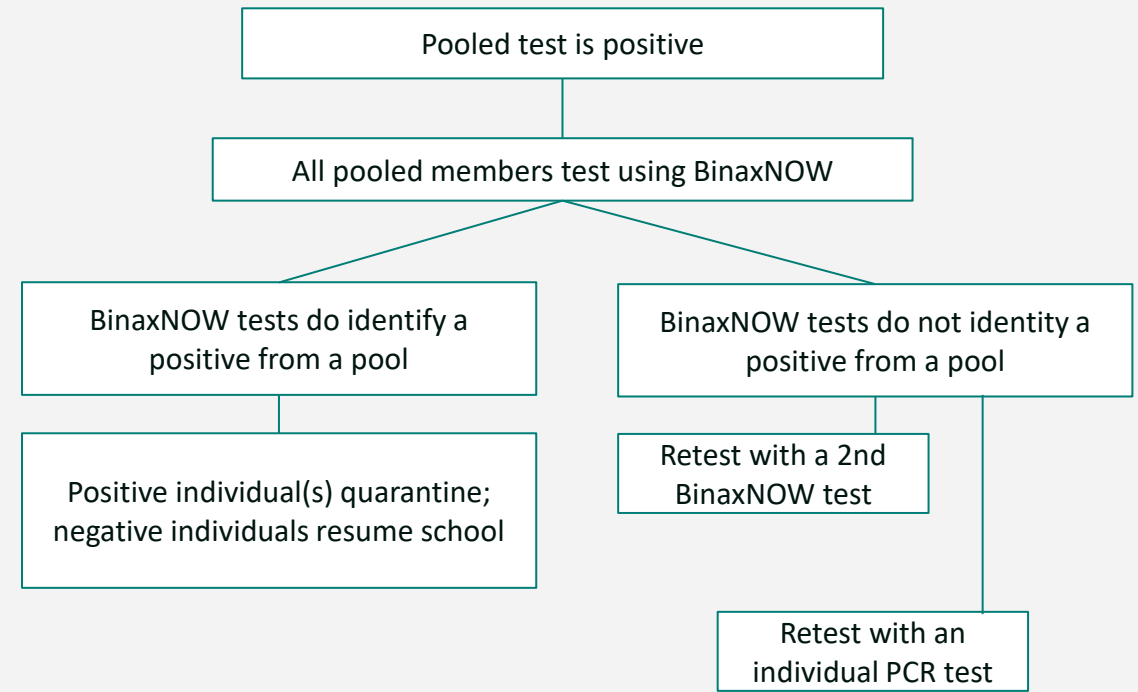 Pooled test is positive
All pooled members test using BinaxNOW
BinaxNOW tests do identify a
positive from a pool
BinaxNOW tests do not identity a
positive from a pool
Positive individual(s) quarantine;
negative individuals resume school
Retest with a 2nd
BinaxNOW test
Retest with an
individual PCR test